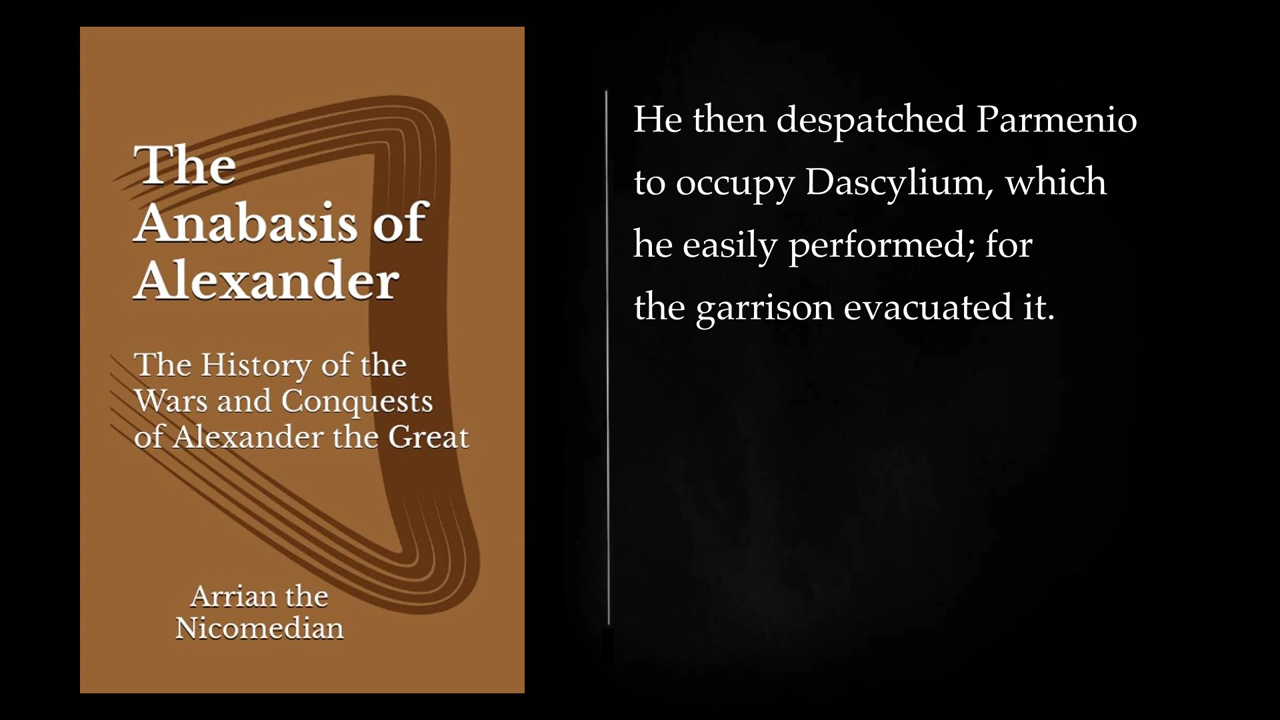 The
Anabasis of
Alexander
The History of the
Wars and Conquests
of Alexander the Great
Arrian the
Nicomedian
He then despatched Parmenio
to occupy Dascylium, which
he easily performed; for
the garrison evacuated it.